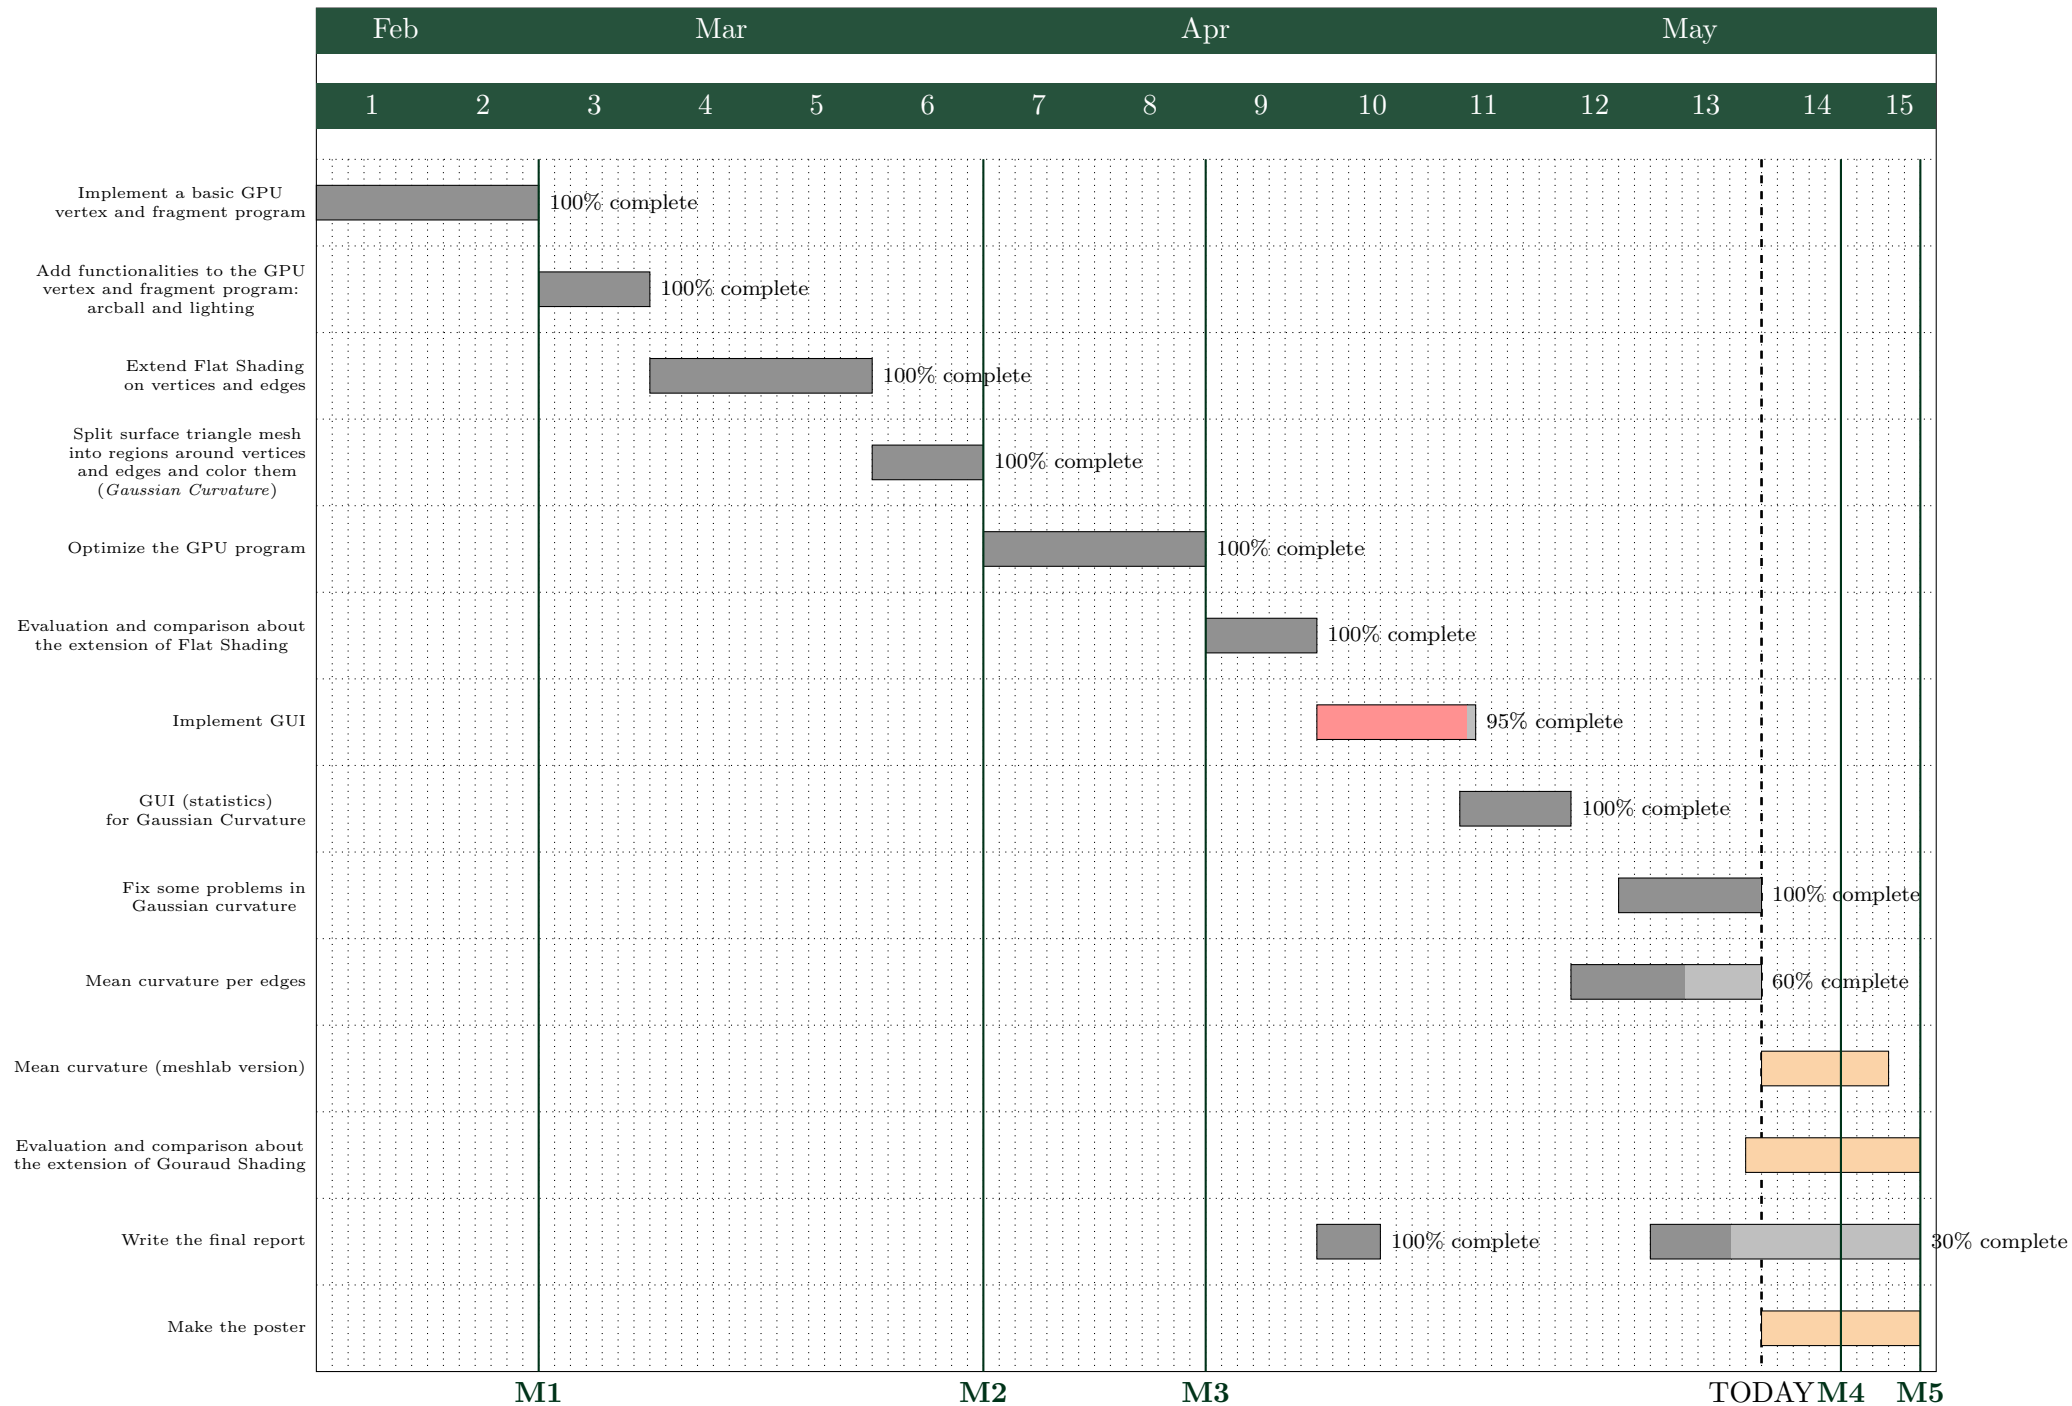 Feb Mar Apr May
1 2 3 4 5 6 7 8 9 10 11 12 13 14 15
Implement a basic GPU
vertex and fragment program
100% complete
Add functionalities to the GPU
vertex and fragment program:
arcball and lighting
100% complete
Extend Flat Shading
on vertices and edges
100% complete
Split surface triangle mesh
into regions around vertices
and edges and color them
(Gaussian Curvature)
100% complete
Optimize the GPU program
100% complete
Evaluation and comparison about
the extension of Flat Shading
100% complete
Implement GUI
95% complete
GUI (statistics)
for Gaussian Curvature
100% complete
Fix some problems in
Gaussian curvature
100% complete
Mean curvature per edges
60% complete
Mean curvature (meshlab version)
Evaluation and comparison about
the extension of Gouraud Shading
Write the final report
100% complete
30% complete
Make the poster
M1 M2 M3 TODAY M4 M5